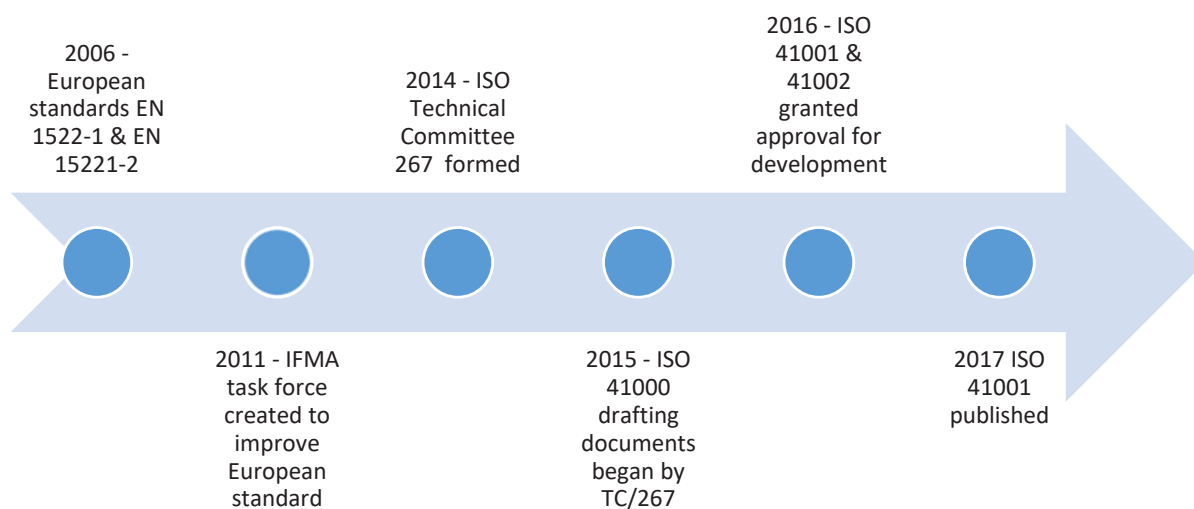 2006 -
European
standards EN
1522-1 & EN
15221-2
2011 - IFMA
task force
created to
improve
European
standard
2014 - ISO
Technical
Committee
267  formed
2015 - ISO
41000
drafting
documents
began by
TC/267
2016 - ISO
41001 &
41002
granted
approval for
development
2017 ISO
41001
published